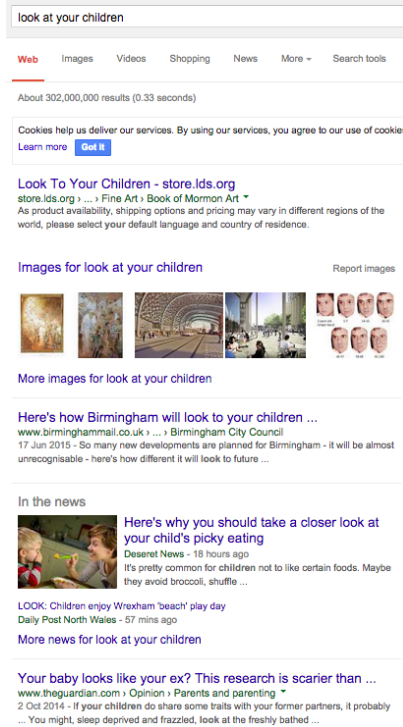 look at your children
Web Images Videos Shopping News More Search tools
About 302,000,000 results (0.33 seconds)
Cookies help us deliver our services. By using our services, you agree to our use of cookie
Learn more Got it
Look To Your Children - store.lds.org
store.lds.org › ... › Fine Art › Book of Mormon Art
As product availability, shipping options and pricing may vary in different regions of the
world, please select your default language and country of residence.
Images for look at your children Report images
More images for look at your children
Here's how Birmingham will look to your children ...
www.birminghammail.co.uk › ... › Birmingham City Council
17 Jun 2015 - So many new developments are planned for Birmingham - it will be almost
unrecognisable - here's how different it will look to future ...
In the news
Here's why you should take a closer look at
your child's picky eating
Deseret News - 18 hours ago
It's pretty common for children not to like certain foods. Maybe
they avoid broccoli, shuffle ...
LOOK: Children enjoy Wrexham 'beach' play day
Daily Post North Wales - 57 mins ago
More news for look at your children
Your baby looks like your ex? This research is scarier than ...
www.theguardian.com › Opinion › Parents and parenting
2 Oct 2014 - If your children do share some traits with your former partners, it probably
... You might, sleep deprived and frazzled, look at the freshly bathed ...